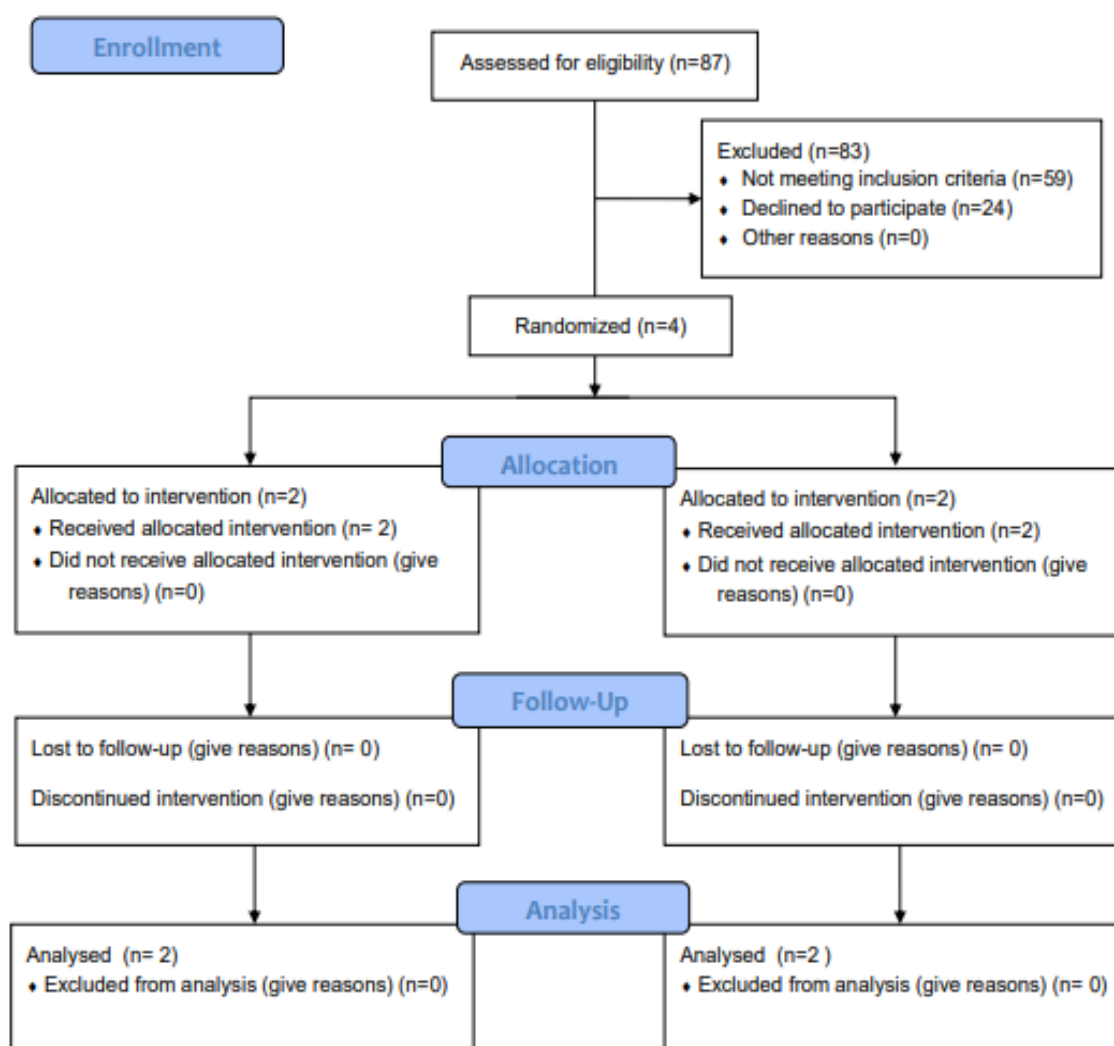 Enrollment
Assessed for eligibility (n=87)
Excluded (n=83)
♦ Not meeting inclusion criteria (n=59)
♦ Declined to participate (n=24)
♦ Other reasons (n=0)
Randomized (n=4)
Allocation
Allocated to intervention (n=2)
♦ Received allocated intervention (n= 2)
♦ Did not receive allocated intervention (give
reasons) (n=0)
Allocated to intervention (n=2)
♦ Received allocated intervention (n=2)
♦ Did not receive allocated intervention (give
reasons) (n=0)
Follow-Up
Lost to follow-up (give reasons) (n= 0)
Discontinued intervention (give reasons) (n=0)
Lost to follow-up (give reasons) (n= 0)
Discontinued intervention (give reasons) (n=0)
Analysis
Analysed (n= 2)
♦ Excluded from analysis (give reasons) (n=0)
Analysed (n=2 )
♦ Excluded from analysis (give reasons) (n= 0)